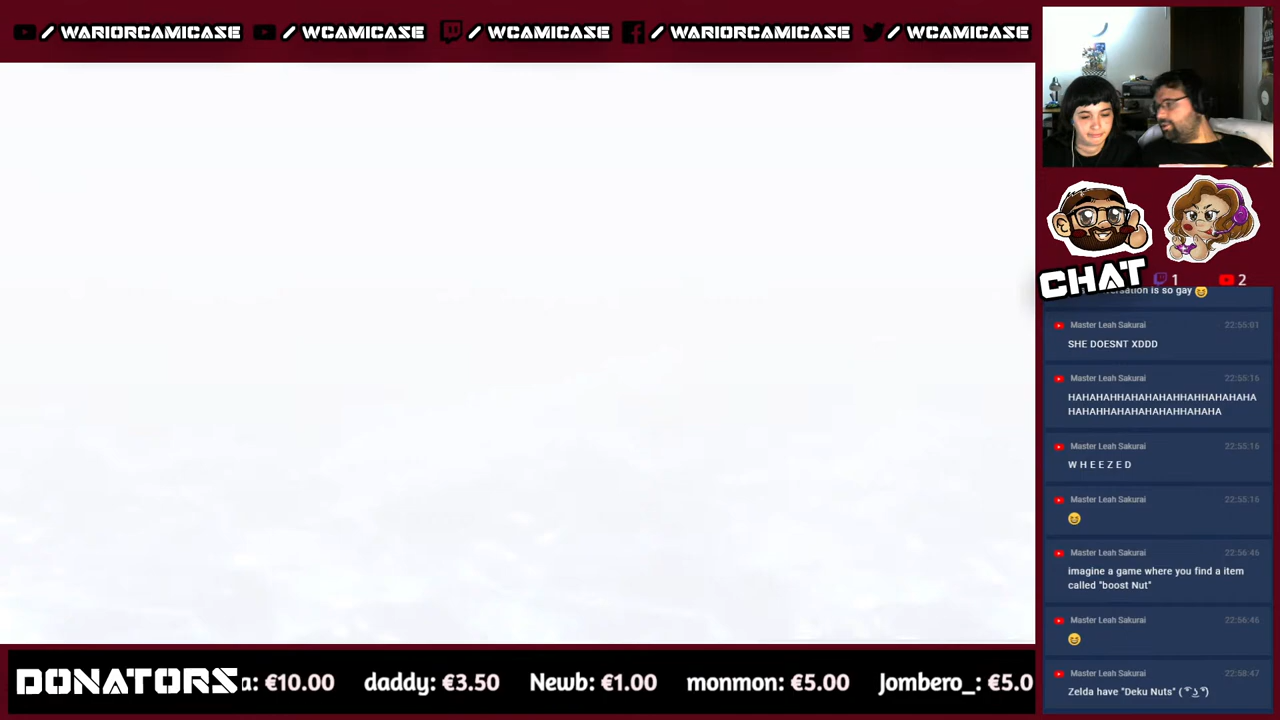 / WARIORCAMICASE / WCAMICASE / WCAMICASE / WARIORCAMICASE / WCAMICASE
CHAT
1 2
is so gay 😊
Master Leah Sakurai 22:55:01
SHE DOESNT XDDD
Master Leah Sakurai 22:55:16
HAHAHAHHAHAHAHAHHAHHAHAHAHA
HAHAHHAHAHAHAHAHHAHAHA
Master Leah Sakurai 22:55:16
W H E E Z E D
Master Leah Sakurai 22:55:16
😊
Master Leah Sakurai 22:56:46
imagine a game where you find a item
called "boost Nut"
Master Leah Sakurai 22:56:46
😊
Master Leah Sakurai 22:58:47
Zelda have "Deku Nuts" ( ͡° ͜ʖ ͡°)
DONATORS a: €10.00 daddy: €3.50 Newb: €1.00 monmon: €5.00 Jombero_: €5.0